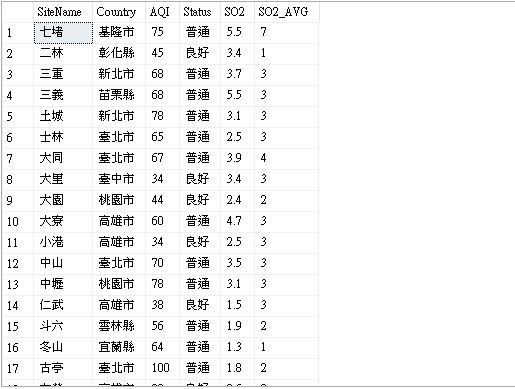 SiteName Country AQI Status SO2 SO2_AVG
1 七堵 基隆市 75 普通 5.5 7
2 二林 彰化縣 45 良好 3.4 1
3 三重 新北市 68 普通 3.7 3
4 三義 苗栗縣 68 普通 5.5 3
5 土城 新北市 78 普通 3.1 3
6 士林 臺北市 65 普通 2.5 3
7 大同 臺北市 67 普通 3.9 4
8 大里 臺中市 34 良好 3.4 3
9 大園 桃園市 44 良好 2.4 2
10 大寮 高雄市 60 普通 4.7 3
11 小港 高雄市 34 良好 2.5 3
12 中山 臺北市 70 普通 3.5 3
13 中壢 桃園市 78 普通 3.1 3
14 仁武 高雄市 38 良好 1.5 3
15 斗六 雲林縣 56 普通 1.9 2
16 冬山 宜蘭縣 64 普通 1.3 1
17 古亭 臺北市 100 普通 1.8 2